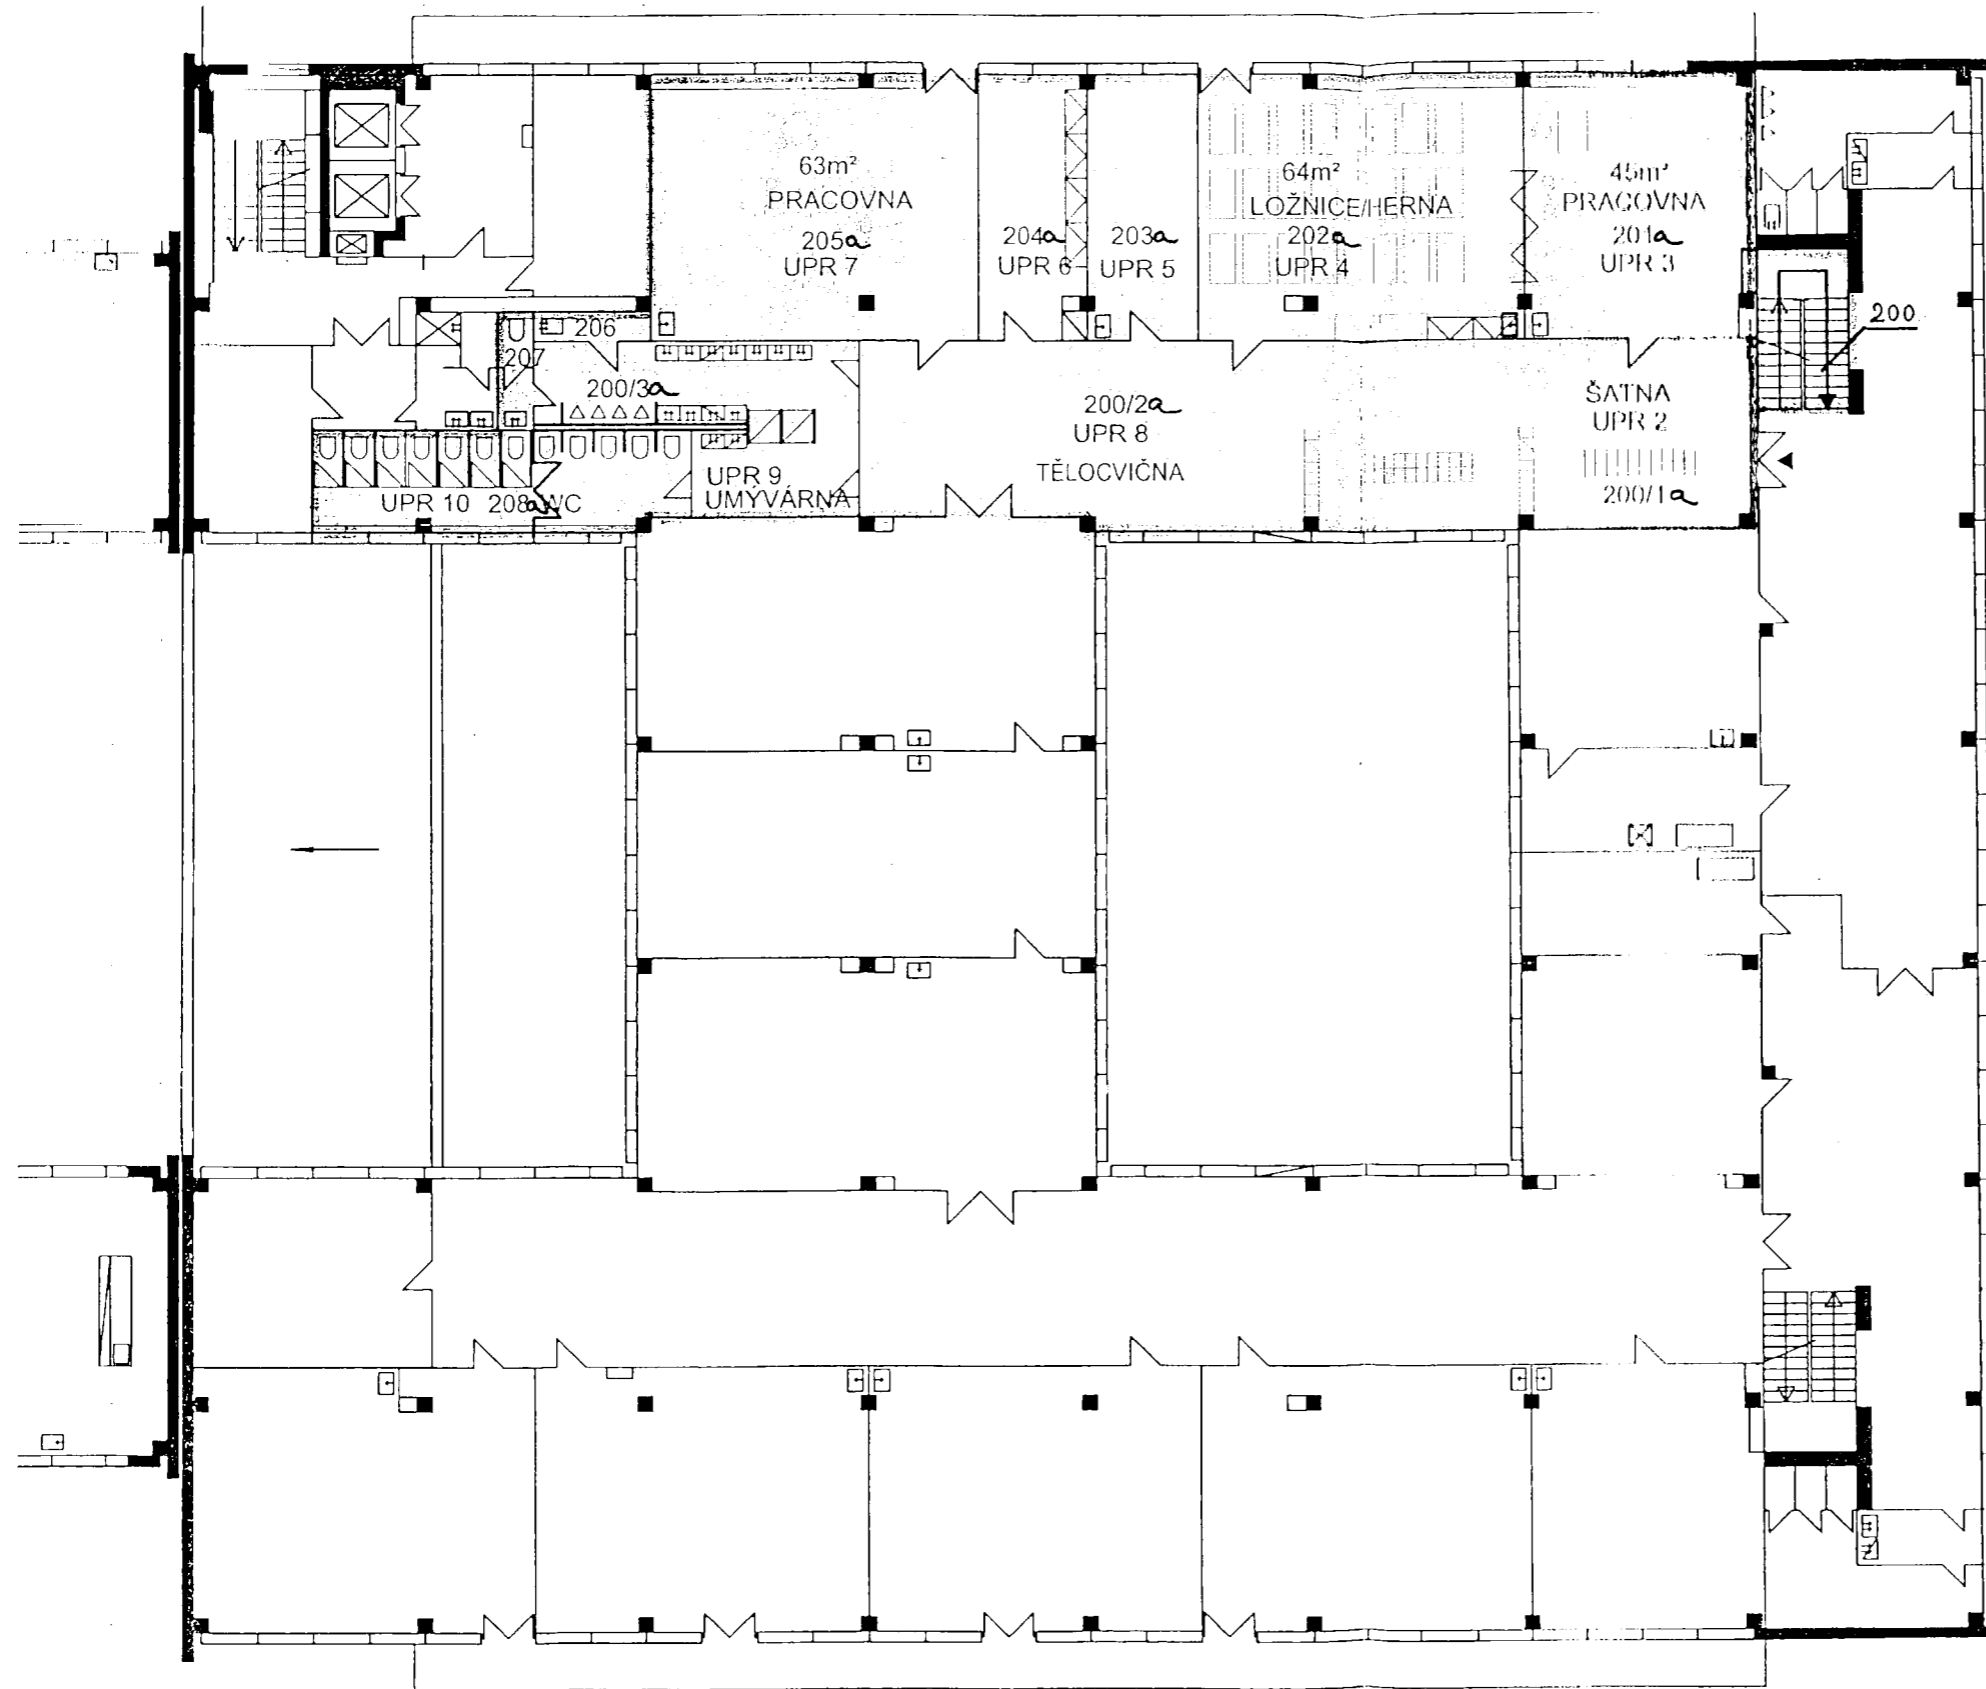 63m²
PRACOVNA
205a
UPR 7
204a
UPR 6
203a
UPR 5
64m²
LOŽNICE/HERNA
202a
UPR 4
45m²
PRACOVNA
201a
UPR 3
200
206
207
200/3a
200/2a
UPR 8
TĚLOCVIČNA
ŠATNA
UPR 2
200/1a
UPR 9
UMÝVÁRNA
UPR 10 208a WC